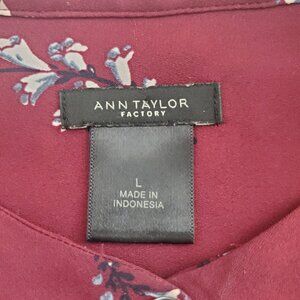 ANN TAYLOR
FACTORY
L
MADE IN
INDONESIA